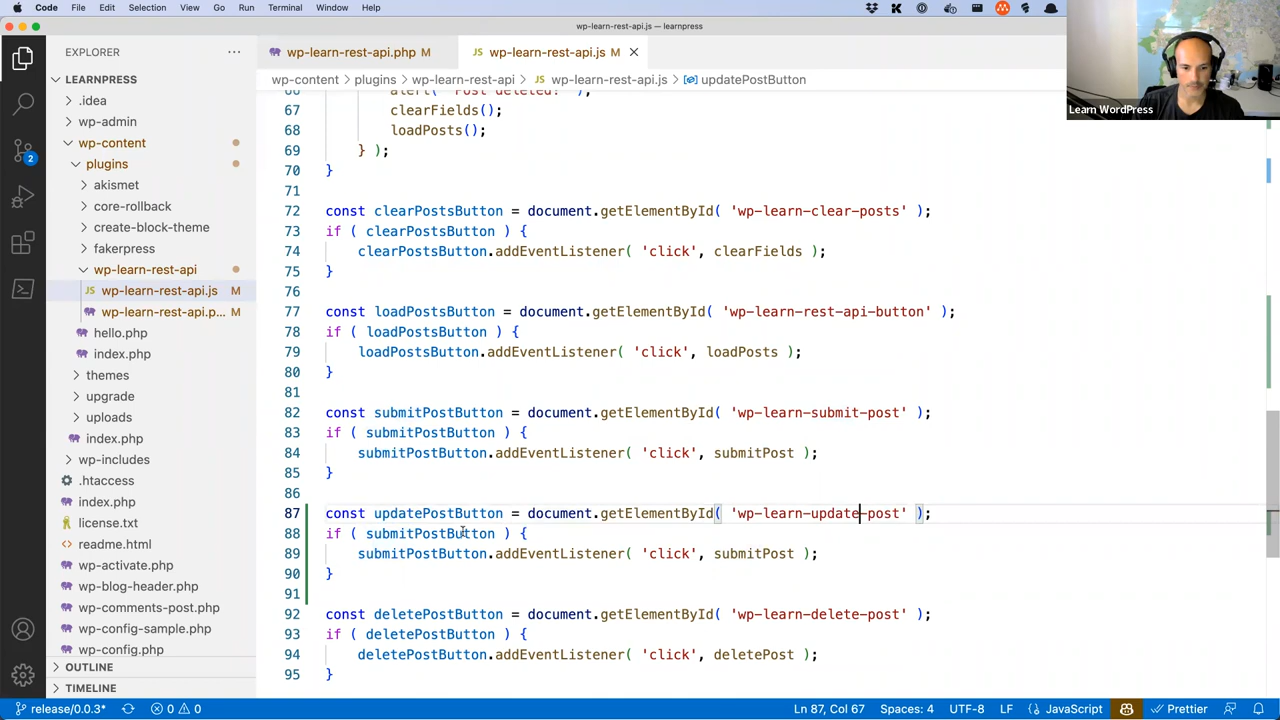 Code File Edit Selection View Go Run Terminal Window Help
wp-learn-rest-api.js — learnpress
EXPLORER
wp-learn-rest-api.php M
JS wp-learn-rest-api.js M
wp-content > plugins > wp-learn-rest-api > JS wp-learn-rest-api.js > updatePostButton
Learn WordPress
LEARNPRESS
.idea
wp-admin
wp-content
plugins
akismet
core-rollback
create-block-theme
fakerpress
wp-learn-rest-api
JS wp-learn-rest-api.js M
wp-learn-rest-api.p... M
hello.php
index.php
themes
upgrade
uploads
index.php
wp-includes
.htaccess
index.php
license.txt
readme.html
wp-activate.php
wp-blog-header.php
wp-comments-post.php
wp-config-sample.php
wp-config.php
OUTLINE
TIMELINE
2
66 alert( 'Post deleted!' );
67 clearFields();
68 loadPosts();
69 } );
70 }
71
72 const clearPostsButton = document.getElementById( 'wp-learn-clear-posts' );
73 if ( clearPostsButton ) {
74 clearPostsButton.addEventListener( 'click', clearFields );
75 }
76
77 const loadPostsButton = document.getElementById( 'wp-learn-rest-api-button' );
78 if ( loadPostsButton ) {
79 loadPostsButton.addEventListener( 'click', loadPosts );
80 }
81
82 const submitPostButton = document.getElementById( 'wp-learn-submit-post' );
83 if ( submitPostButton ) {
84 submitPostButton.addEventListener( 'click', submitPost );
85 }
86
87 const updatePostButton = document.getElementById( 'wp-learn-update-post' );
88 if ( submitPostButton ) {
89 submitPostButton.addEventListener( 'click', submitPost );
90 }
91
92 const deletePostButton = document.getElementById( 'wp-learn-delete-post' );
93 if ( deletePostButton ) {
94 deletePostButton.addEventListener( 'click', deletePost );
95 }
release/0.0.3* 0 0 Ln 87, Col 67 Spaces: 4 UTF-8 LF {} JavaScript Prettier